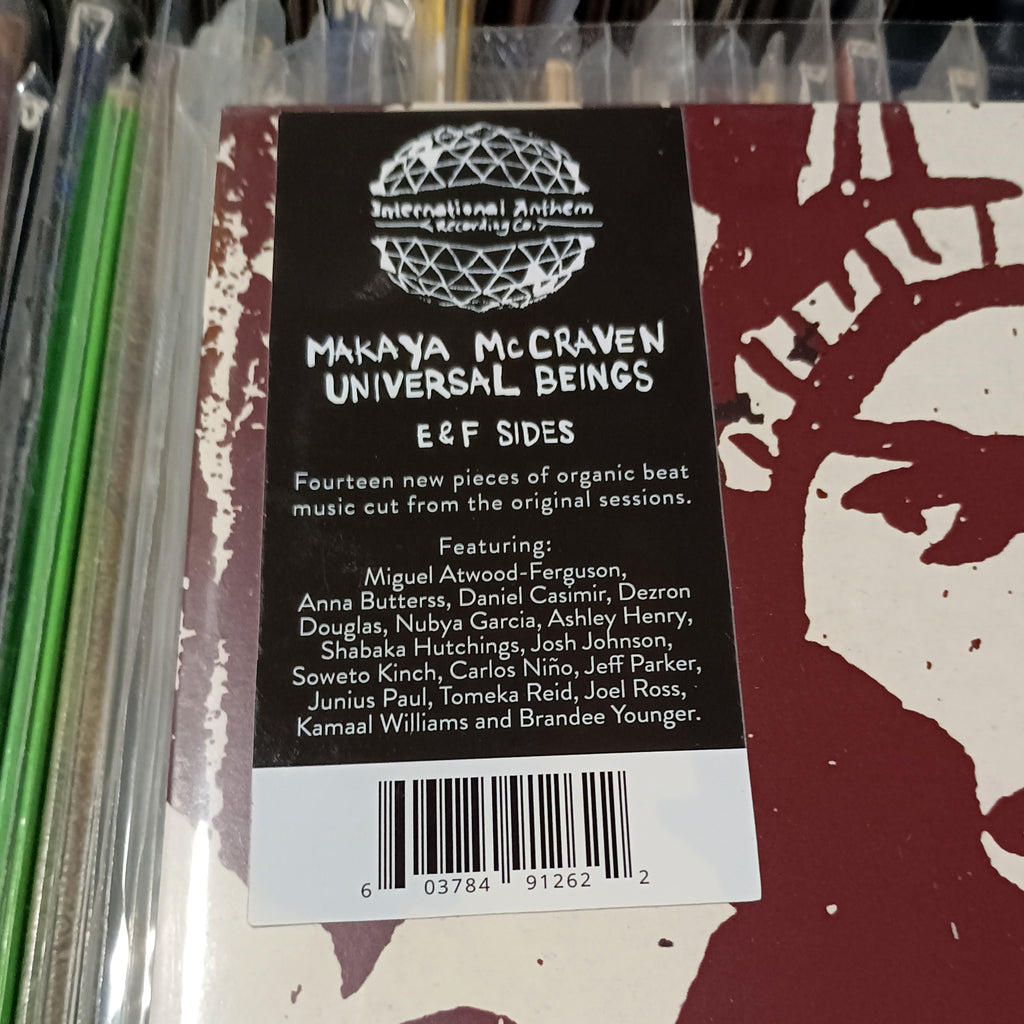 International Anthem
Recording Co.
MAKAYA McCRAVEN
UNIVERSAL BEINGS
E & F SIDES
Fourteen new pieces of organic beat
music cut from the original sessions.
Featuring:
Miguel Atwood-Ferguson,
Anna Butterss, Daniel Casimir, Dezron
Douglas, Nubya Garcia, Ashley Henry,
Shabaka Hutchings, Josh Johnson,
Soweto Kinch, Carlos Niño, Jeff Parker,
Junius Paul, Tomeka Reid, Joel Ross,
Kamaal Williams and Brandee Younger.
6 03784 91262 2